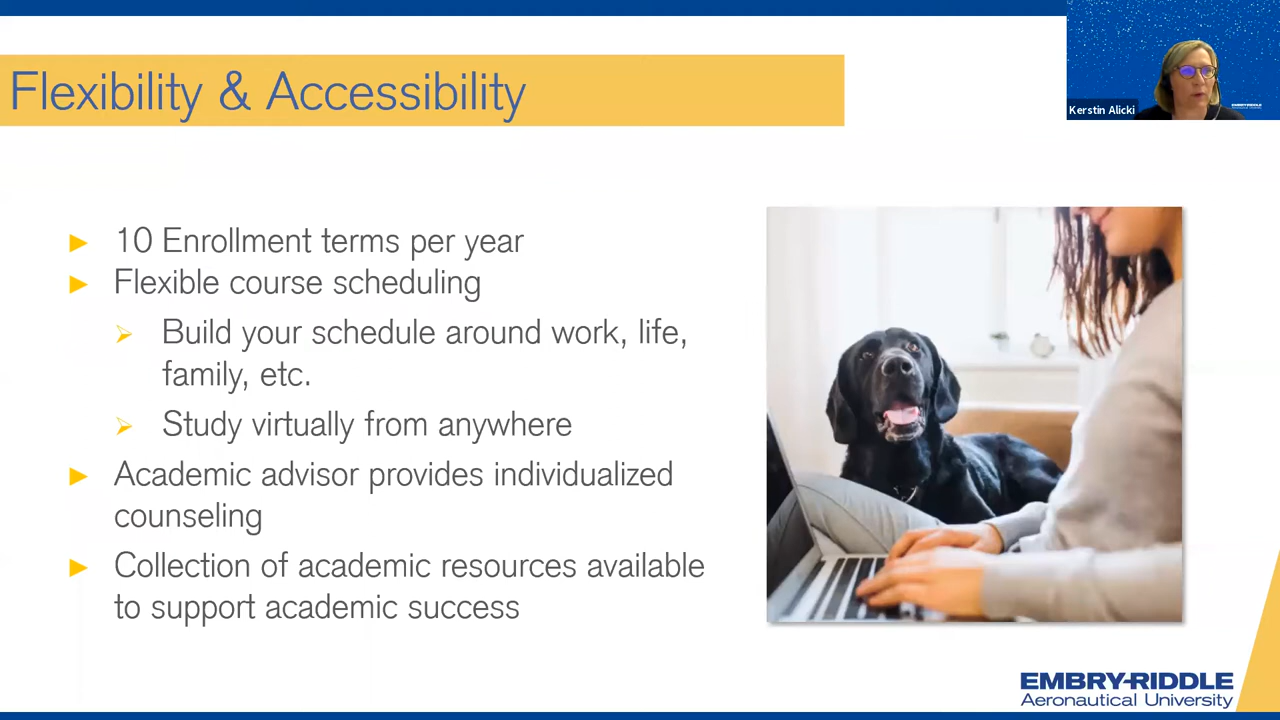 Flexibility & Accessibility
Kerstin Alicki
EMBRY-RIDDLE
10 Enrollment terms per year
Flexible course scheduling
Build your schedule around work, life,
family, etc.
Study virtually from anywhere
Academic advisor provides individualized
counseling
Collection of academic resources available
to support academic success
EMBRY-RIDDLE
Aeronautical University